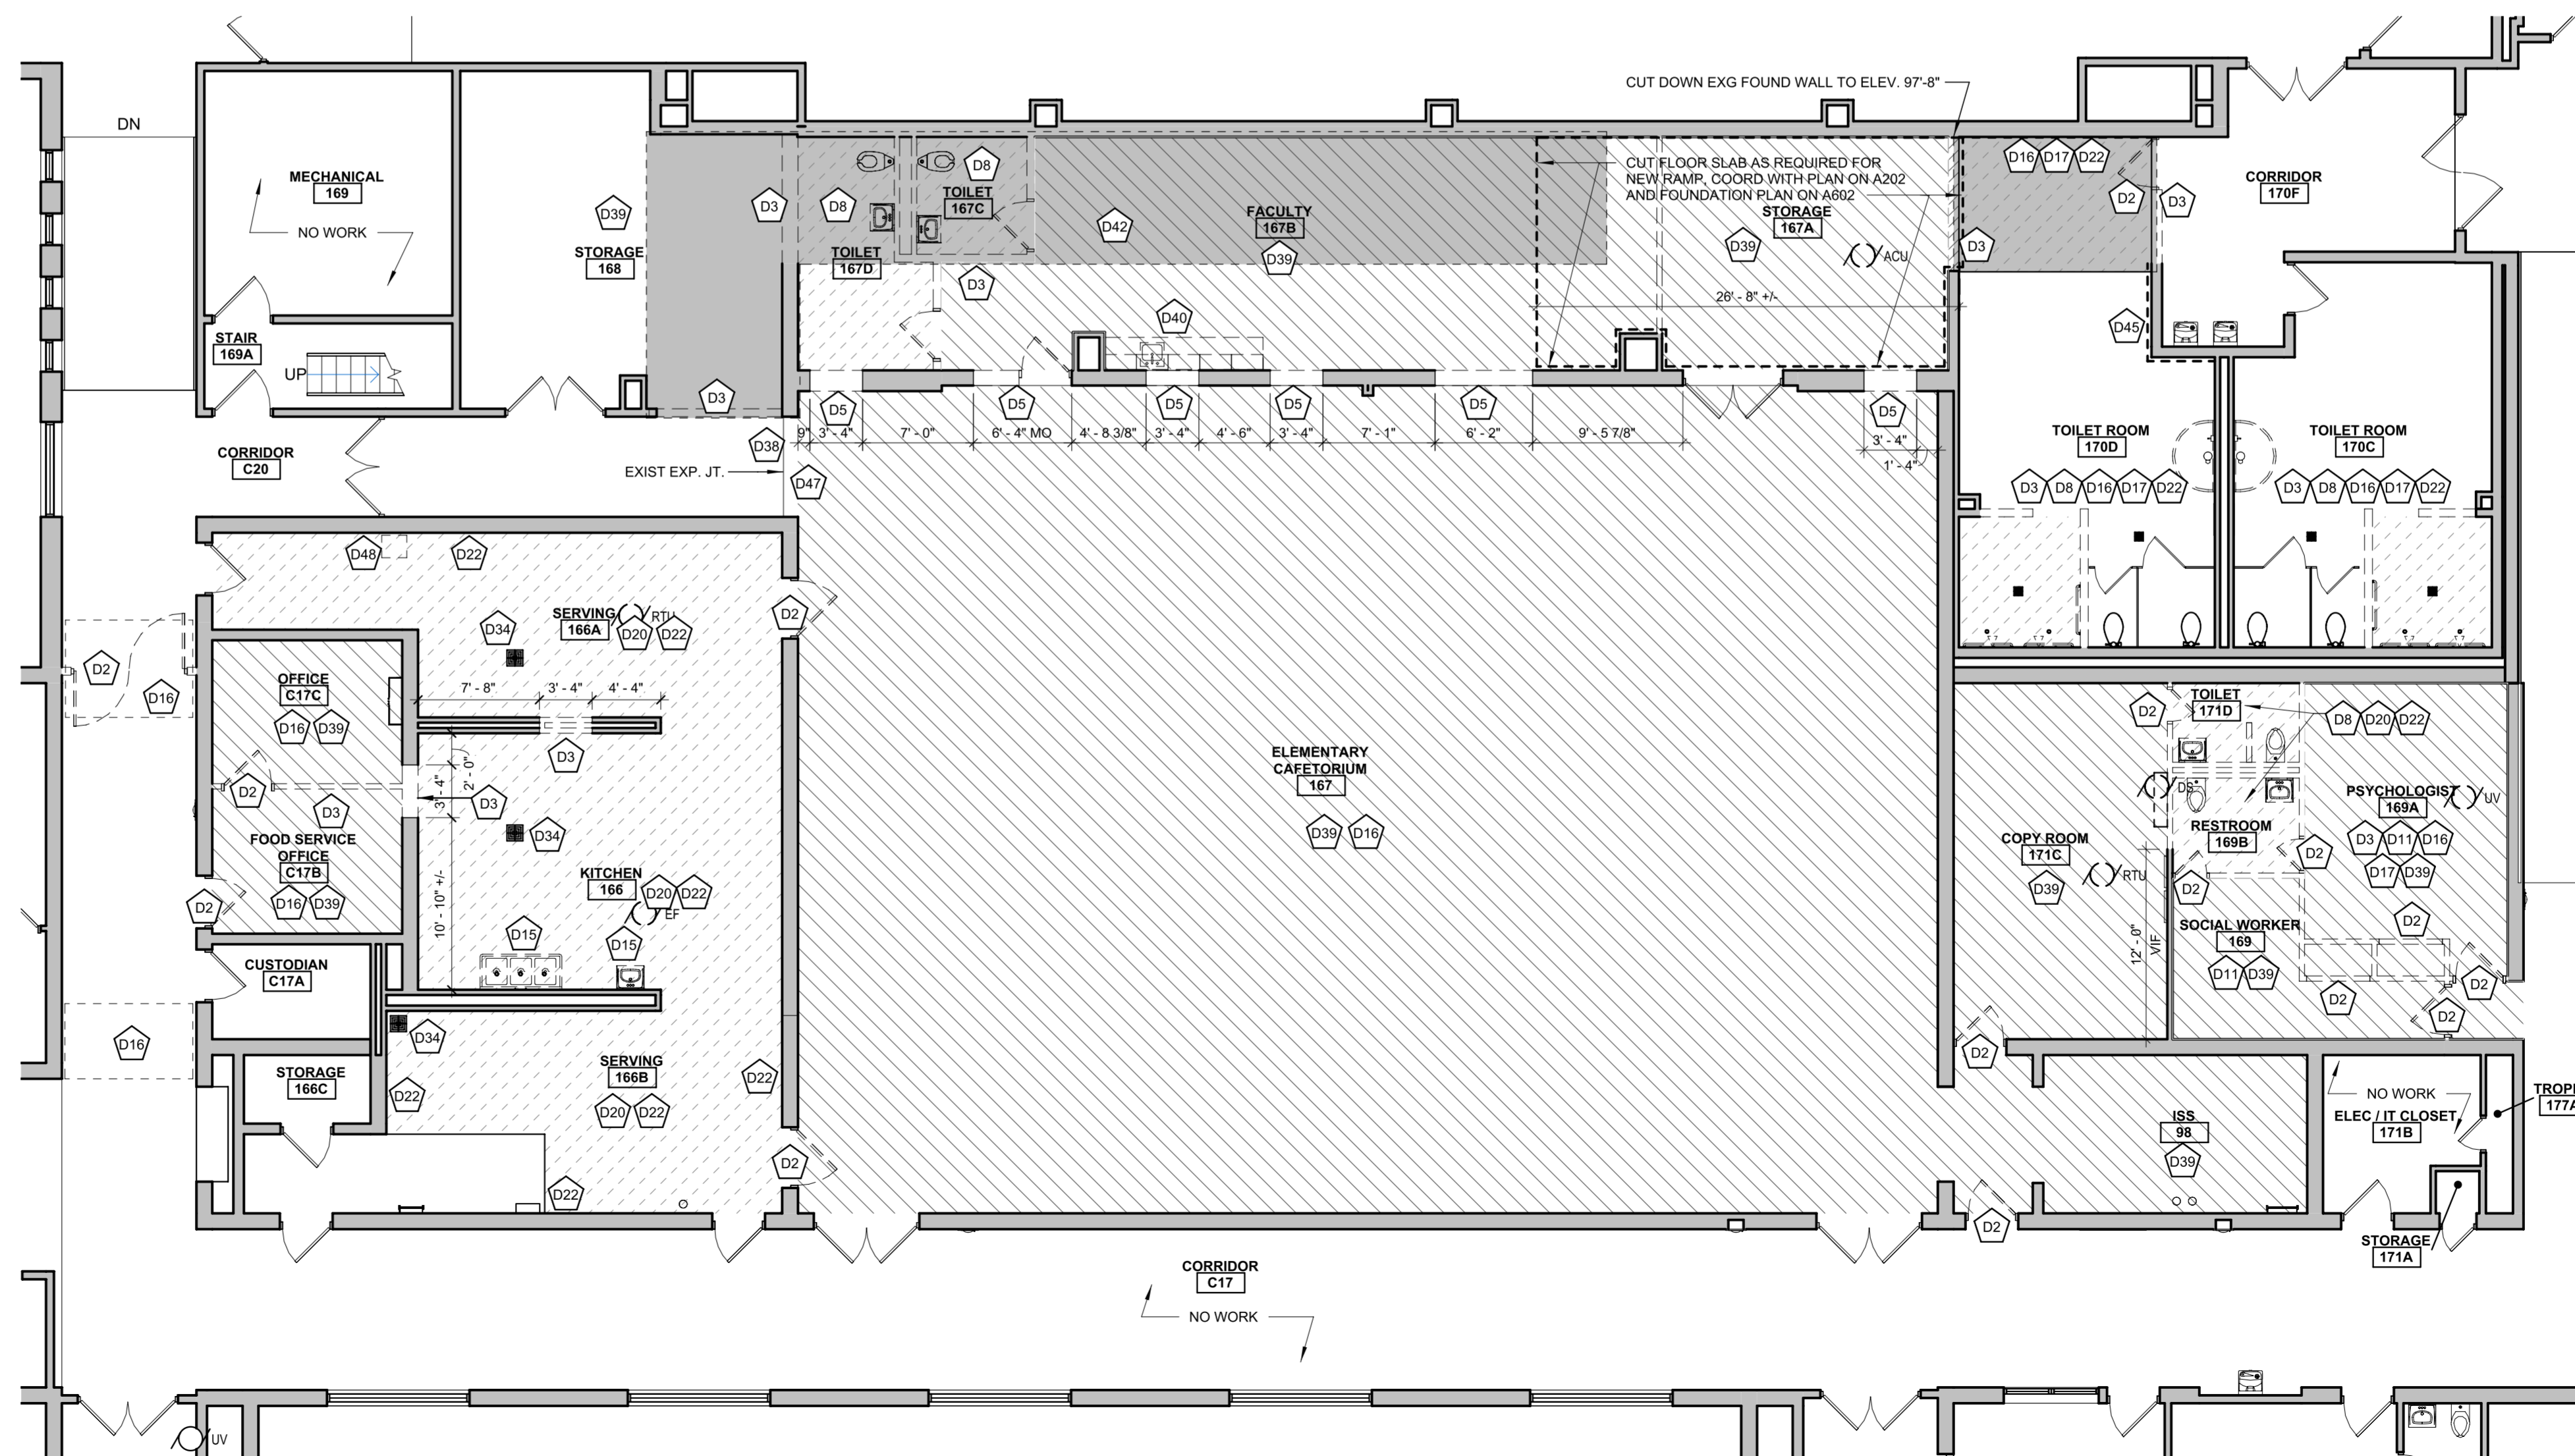 CUT DOWN EXG FOUND WALL TO ELEV. 97'-8"
DN
MECHANICAL
169
NO WORK
STAIR
169A
UP
D39
STORAGE
168
D3
D3
D38
CORRIDOR
C20
EXIST EXP. JT.
D47
D8
TOILET
167D
D8
TOILET
167C
D3
D42
FACULTY
167B
D39
D40
CUT FLOOR SLAB AS REQUIRED FOR
NEW RAMP, COORD WITH PLAN ON A202
AND FOUNDATION PLAN ON A602
STORAGE
167A
D39
ACU
26' - 8" +/-
D16 D17 D22
D2
D3
D3
CORRIDOR
170F
D45
D5 D5 D5 D5 D5 D5
9" 3' - 4" 7' - 0" 6' - 4" MO 4' - 8 3/8" 3' - 4" 4' - 6" 3' - 4" 7' - 1" 6' - 2" 9' - 5 7/8"
3' - 4"
1' - 4"
TOILET ROOM
170D
D3 D8 D16 D17 D22
TOILET ROOM
170C
D3 D8 D16 D17 D22
D48
D22
D34
SERVING
166A
RTU
D20 D22
D2
D2
D16
OFFICE
C17C
D16 D39
7' - 8" 3' - 4" 4' - 4"
D3
D2
D3
2' - 0"
3' - 4"
D3
D34
FOOD SERVICE
OFFICE
C17B
D16 D39
D2
10' - 10" +/-
KITCHEN
166
D20 D22
EF
D15
D15
CUSTODIAN
C17A
D16
D34
STORAGE
166C
D22
SERVING
166B
D20 D22
D22
D22
D2
ELEMENTARY
CAFETORIUM
167
D39 D16
D2
TOILET
171D
D8 D20 D22
DS
PSYCHOLOGIST
169A
UV
D3 D11 D16
D17 D39
COPY ROOM
171C
D39
RTU
RESTROOM
169B
D2
D2
D2
SOCIAL WORKER
169
D11 D39
12' - 0"
VIF
D2
D2
D2
D2
ISS
98
D39
D2
NO WORK
ELEC / IT CLOSET
171B
TROPH
177A
STORAGE
171A
CORRIDOR
C17
NO WORK
UV